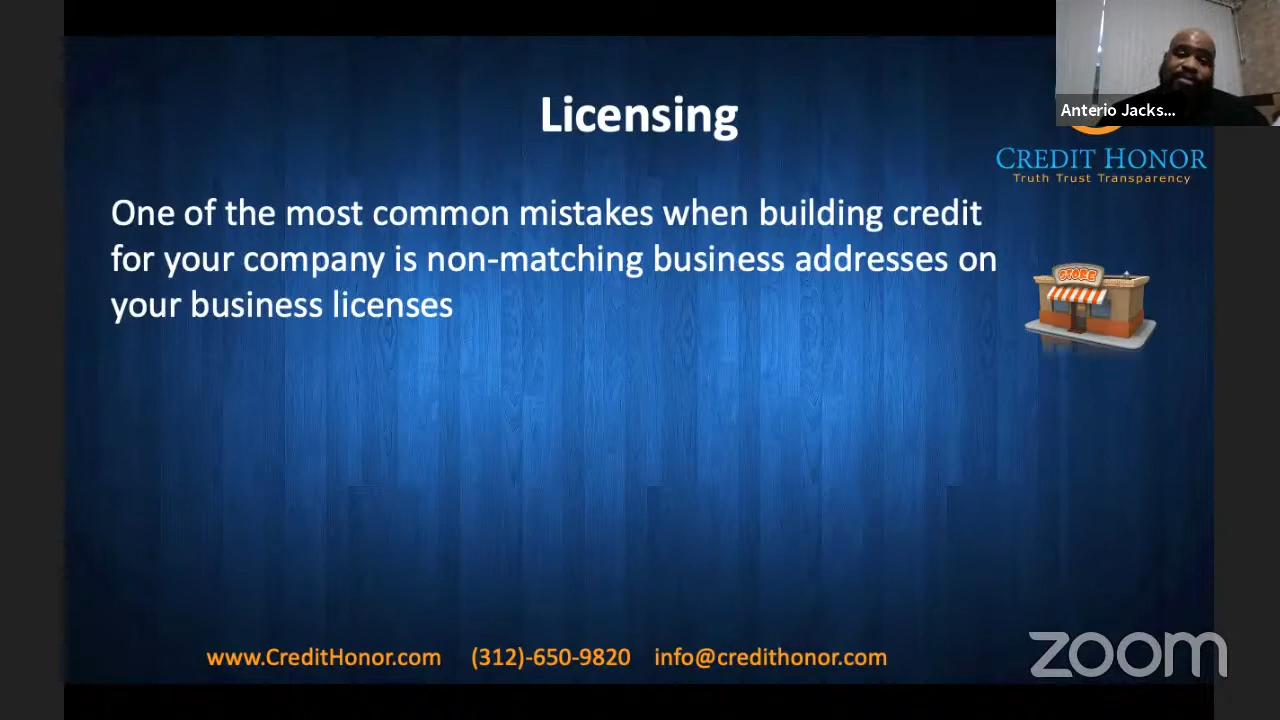 Licensing
Anterio Jacks...
CREDIT HONOR
Truth Trust Transparency
One of the most common mistakes when building credit
for your company is non-matching business addresses on
your business licenses
STORE
www.CreditHonor.com (312)-650-9820 info@credithonor.com
zoom